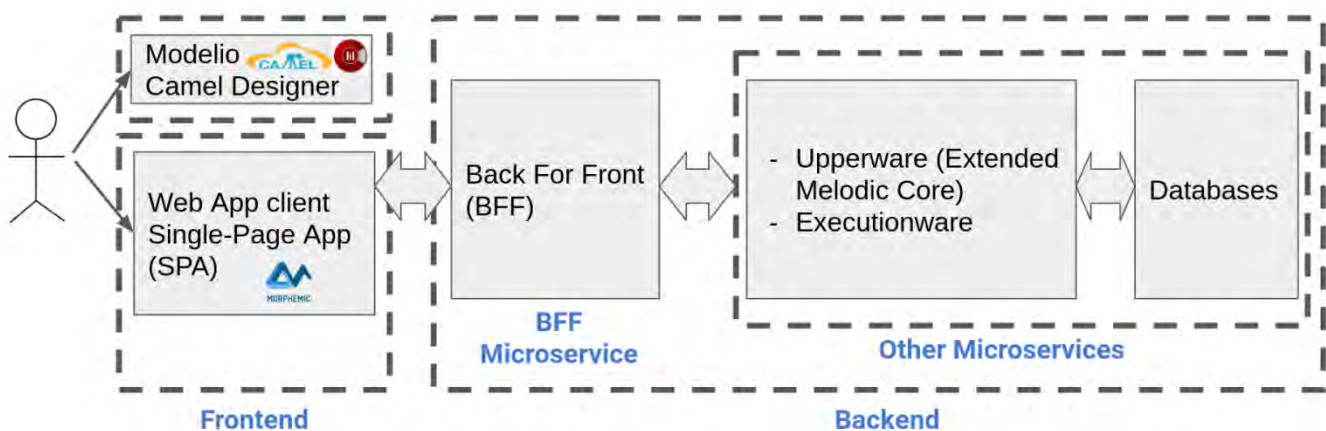 Modelio CAMEL M
Camel Designer
Web App client
Single-Page App
(SPA)
MORPHEMIC
Frontend
Back For Front
(BFF)
BFF
Microservice
- Upperware (Extended
Melodic Core)
- Executionware
Databases
Other Microservices
Backend